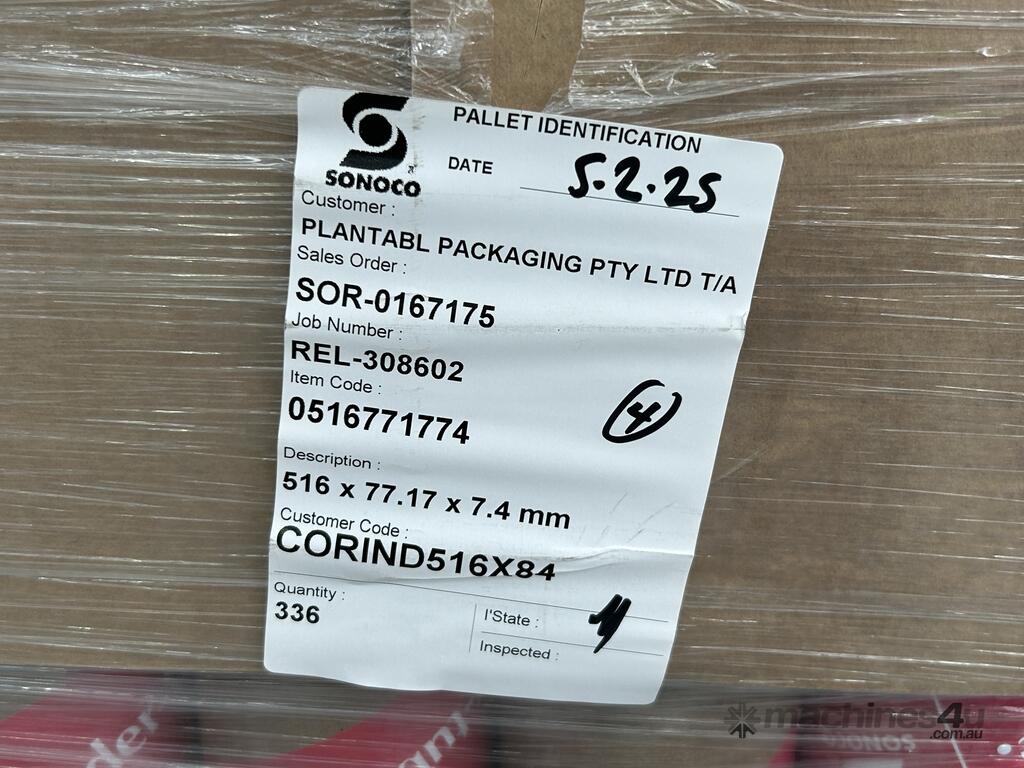 PALLET IDENTIFICATION
DATE 5.2.25
SONOCO
Customer :
PLANTABL PACKAGING PTY LTD T/A
Sales Order :
SOR-0167175
Job Number :
REL-308602
Item Code :
0516771774
4
Description :
516 x 77.17 x 7.4 mm
Customer Code :
CORIND516X84
Quantity :
336
I'State :
Inspected :
machines4u
.com.au
SONOS